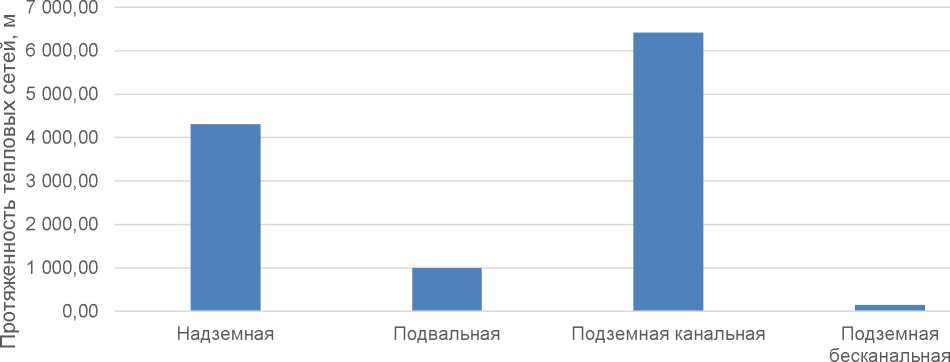 Протяженность тепловых сетей, м
7 000,00
6 000,00
5 000,00
4 000,00
3 000,00
2 000,00
1 000,00
0,00
Надземная
Подвальная
Подземная канальная
Подземная
бесканальная